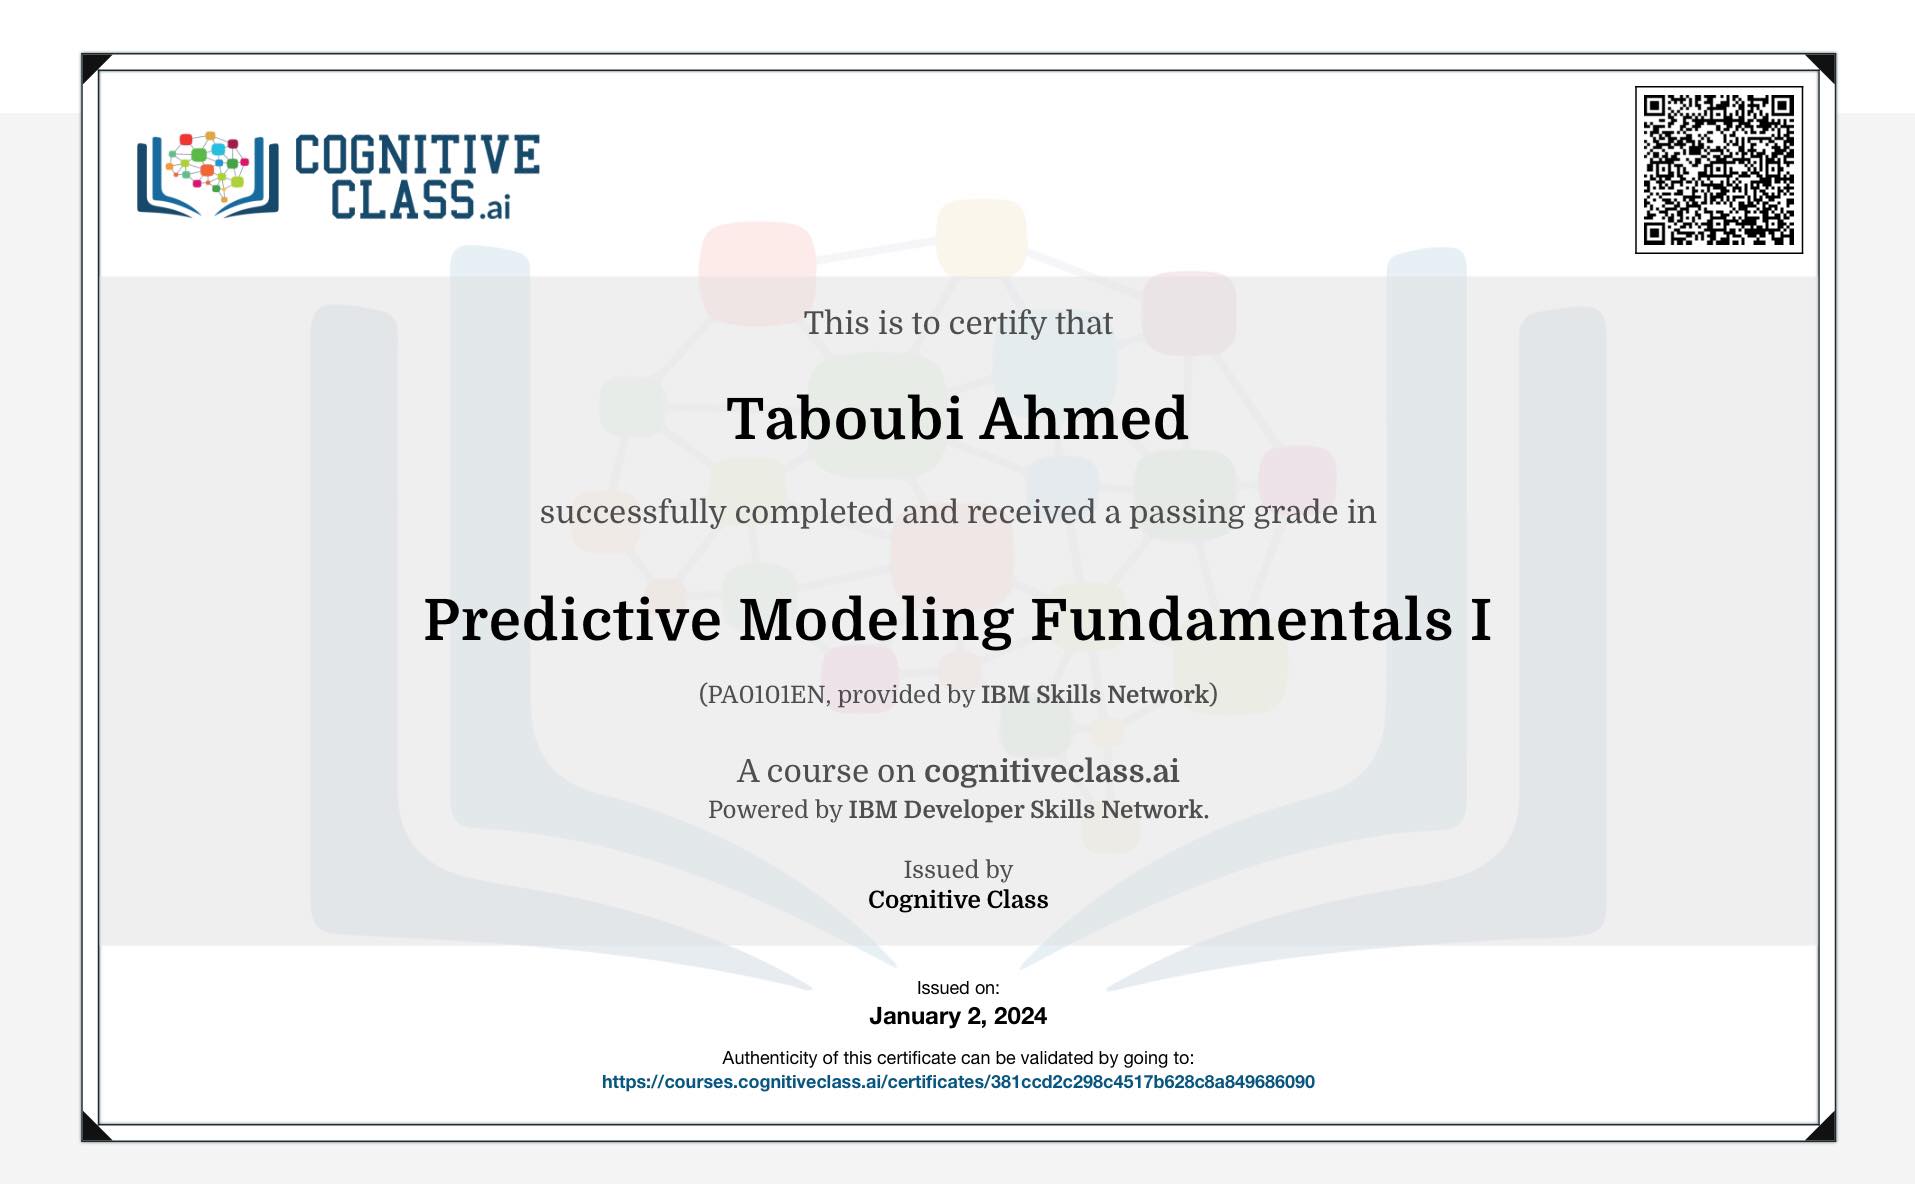 COGNITIVE
CLASS.ai
This is to certify that
Taboubi Ahmed
successfully completed and received a passing grade in
Predictive Modeling Fundamentals I
(PA0101EN, provided by IBM Skills Network)
A course on cognitiveclass.ai
Powered by IBM Developer Skills Network.
Issued by
Cognitive Class
Issued on:
January 2, 2024
Authenticity of this certificate can be validated by going to:
https://courses.cognitiveclass.ai/certificates/381ccd2c298c4517b628c8a849686090